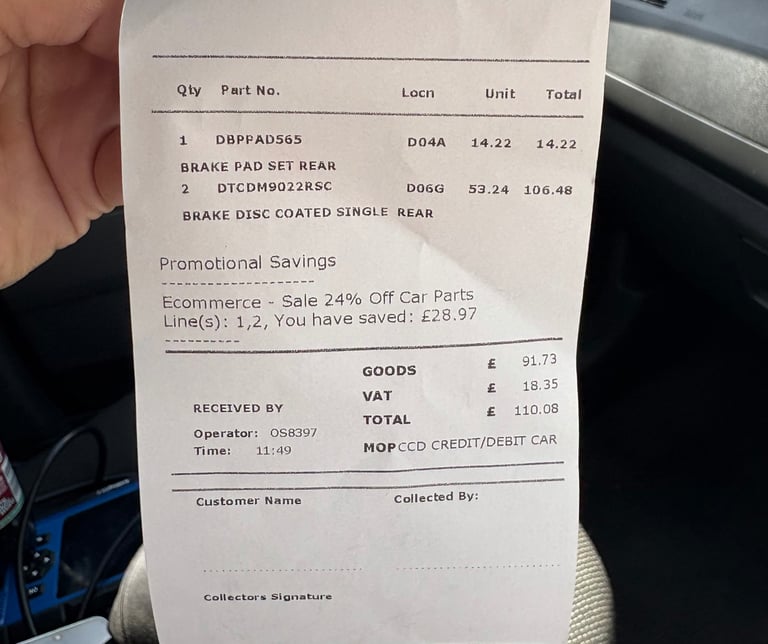 Qty Part No. Locn Unit Total
1 DBPPAD565 D04A 14.22 14.22
BRAKE PAD SET REAR
2 DTCDM9022RSC D06G 53.24 106.48
BRAKE DISC COATED SINGLE REAR
Promotional Savings
--------------------
Ecommerce - Sale 24% Off Car Parts
Line(s): 1,2, You have saved: £28.97
----------
GOODS £ 91.73
VAT £ 18.35
RECEIVED BY
TOTAL £ 110.08
Operator: OS8397
Time: 11:49
MOP CCD CREDIT/DEBIT CAR
Customer Name Collected By:
Collectors Signature